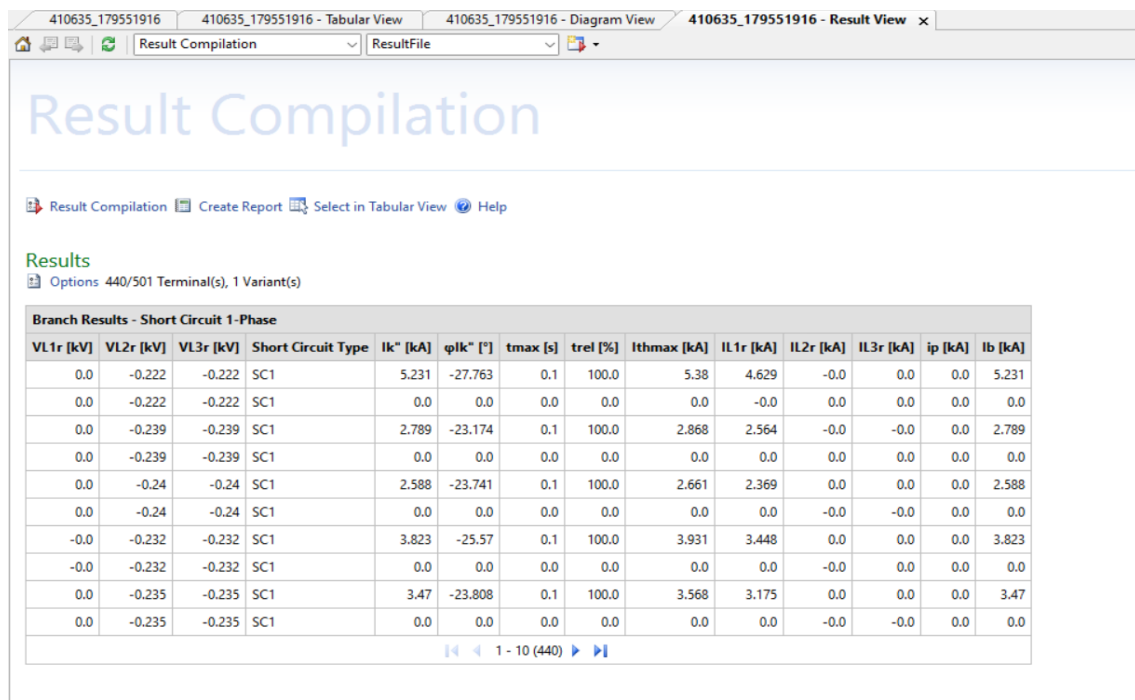 410635_179551916 410635_179551916 - Tabular View 410635_179551916 - Diagram View 410635_179551916 - Result View x
Result Compilation ResultFile
Result Compilation
Result Compilation Create Report Select in Tabular View Help
Results
Options 440/501 Terminal(s), 1 Variant(s)
Branch Results - Short Circuit 1-Phase
VL1r [kV] VL2r [kV] VL3r [kV] Short Circuit Type Ik" [kA] φIk" [°] tmax [s] trel [%] Ithmax [kA] IL1r [kA] IL2r [kA] IL3r [kA] ip [kA] Ib [kA]
0.0 -0.222 -0.222 SC1 5.231 -27.763 0.1 100.0 5.38 4.629 -0.0 0.0 0.0 5.231
0.0 -0.222 -0.222 SC1 0.0 0.0 0.0 0.0 0.0 -0.0 0.0 0.0 0.0 0.0
0.0 -0.239 -0.239 SC1 2.789 -23.174 0.1 100.0 2.868 2.564 -0.0 -0.0 0.0 2.789
0.0 -0.239 -0.239 SC1 0.0 0.0 0.0 0.0 0.0 0.0 0.0 0.0 0.0 0.0
0.0 -0.24 -0.24 SC1 2.588 -23.741 0.1 100.0 2.661 2.369 0.0 0.0 0.0 2.588
0.0 -0.24 -0.24 SC1 0.0 0.0 0.0 0.0 0.0 0.0 -0.0 -0.0 0.0 0.0
-0.0 -0.232 -0.232 SC1 3.823 -25.57 0.1 100.0 3.931 3.448 0.0 0.0 0.0 3.823
-0.0 -0.232 -0.232 SC1 0.0 0.0 0.0 0.0 0.0 0.0 -0.0 0.0 0.0 0.0
0.0 -0.235 -0.235 SC1 3.47 -23.808 0.1 100.0 3.568 3.175 0.0 0.0 0.0 3.47
0.0 -0.235 -0.235 SC1 0.0 0.0 0.0 0.0 0.0 0.0 -0.0 -0.0 0.0 0.0
1 - 10 (440)